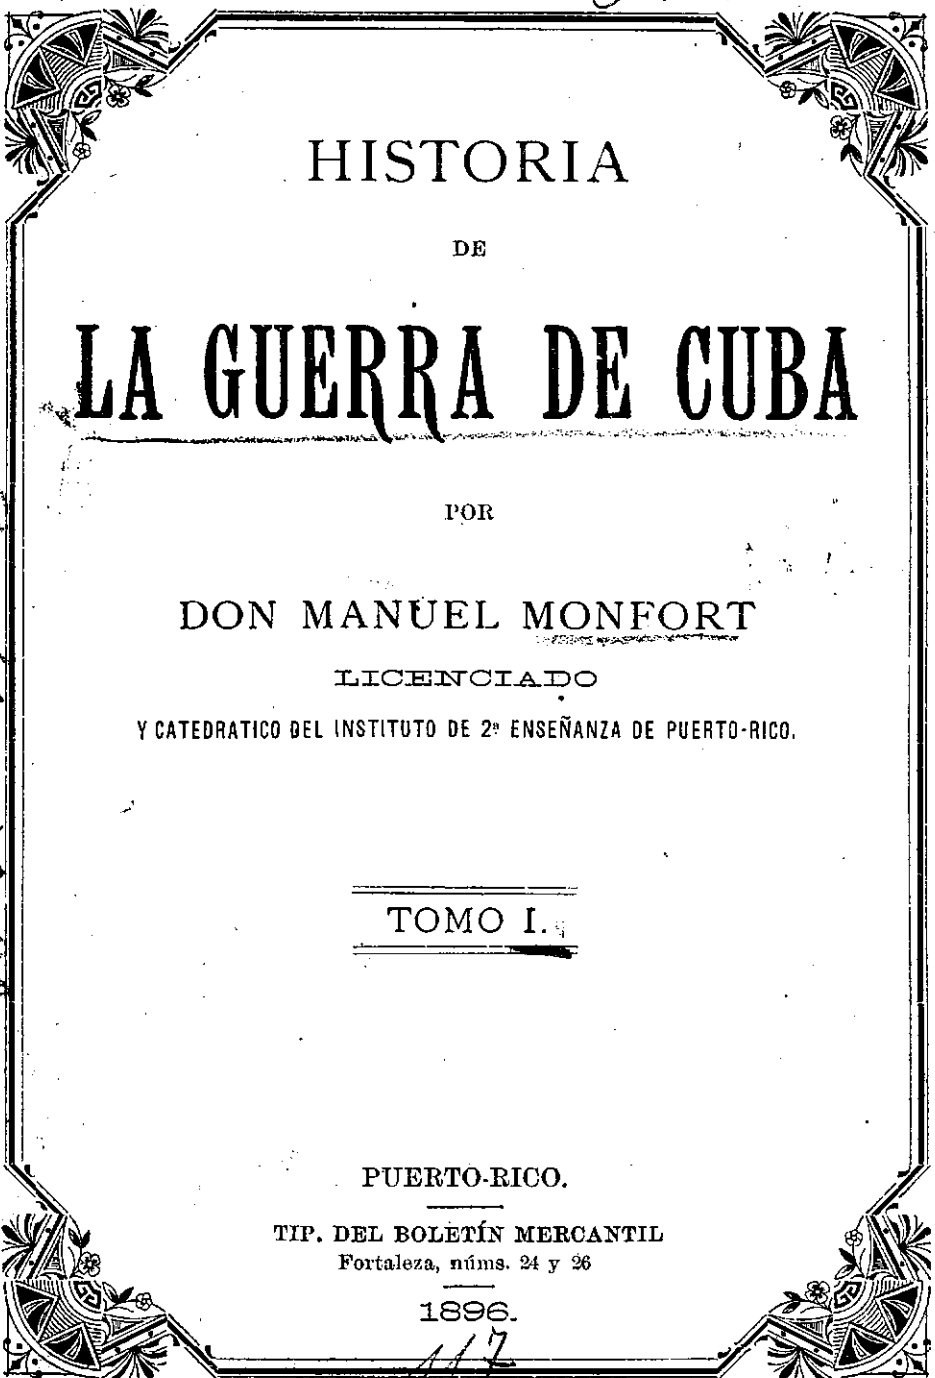 HISTORIA
DE
LA GUERRA DE CUBA
POR
DON MANUEL MONFORT
LICENCIADO
Y CATEDRATICO DEL INSTITUTO DE 2ª ENSEÑANZA DE PUERTO-RICO.
TOMO I.
PUERTO-RICO.
TIP. DEL BOLETÍN MERCANTIL
Fortaleza, núms. 24 y 26
1896.